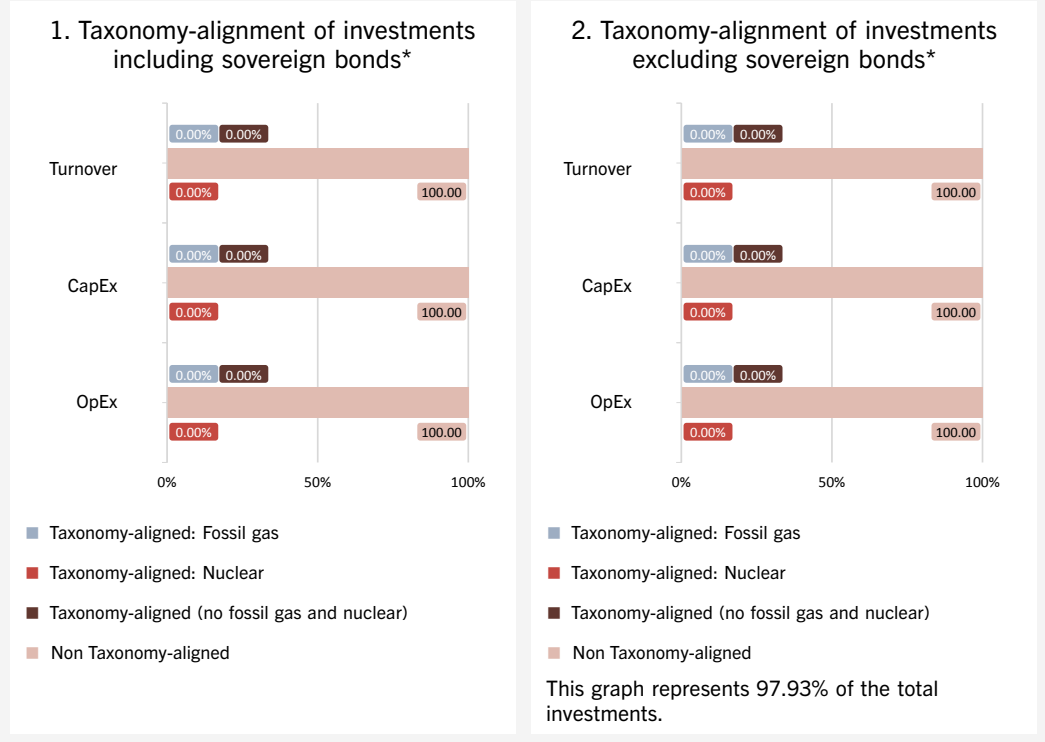 1. Taxonomy-alignment of investments
including sovereign bonds*
0.00% 0.00%
Turnover
0.00% 100.00
0.00% 0.00%
CapEx
0.00% 100.00
0.00% 0.00%
OpEx
0.00% 100.00
0% 50% 100%
Taxonomy-aligned: Fossil gas
Taxonomy-aligned: Nuclear
Taxonomy-aligned (no fossil gas and nuclear)
Non Taxonomy-aligned
2. Taxonomy-alignment of investments
excluding sovereign bonds*
0.00% 0.00%
Turnover
0.00% 100.00
0.00% 0.00%
CapEx
0.00% 100.00
0.00% 0.00%
OpEx
0.00% 100.00
0% 50% 100%
Taxonomy-aligned: Fossil gas
Taxonomy-aligned: Nuclear
Taxonomy-aligned (no fossil gas and nuclear)
Non Taxonomy-aligned
This graph represents 97.93% of the total
investments.